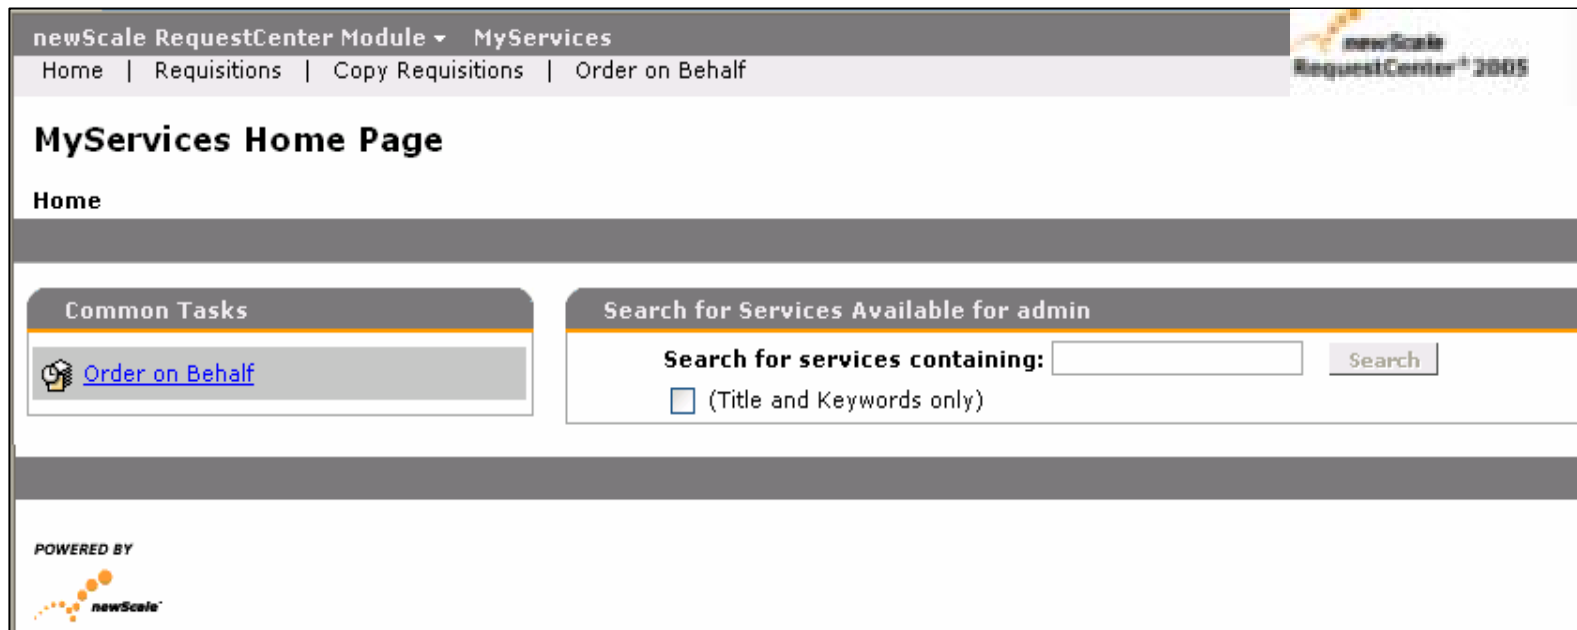 newScale RequestCenter Module MyServices
newScale
RequestCenter® 2005
Home | Requisitions | Copy Requisitions | Order on Behalf
MyServices Home Page
Home
Common Tasks
Order on Behalf
Search for Services Available for admin
Search for services containing: Search
(Title and Keywords only)
POWERED BY
newScale™